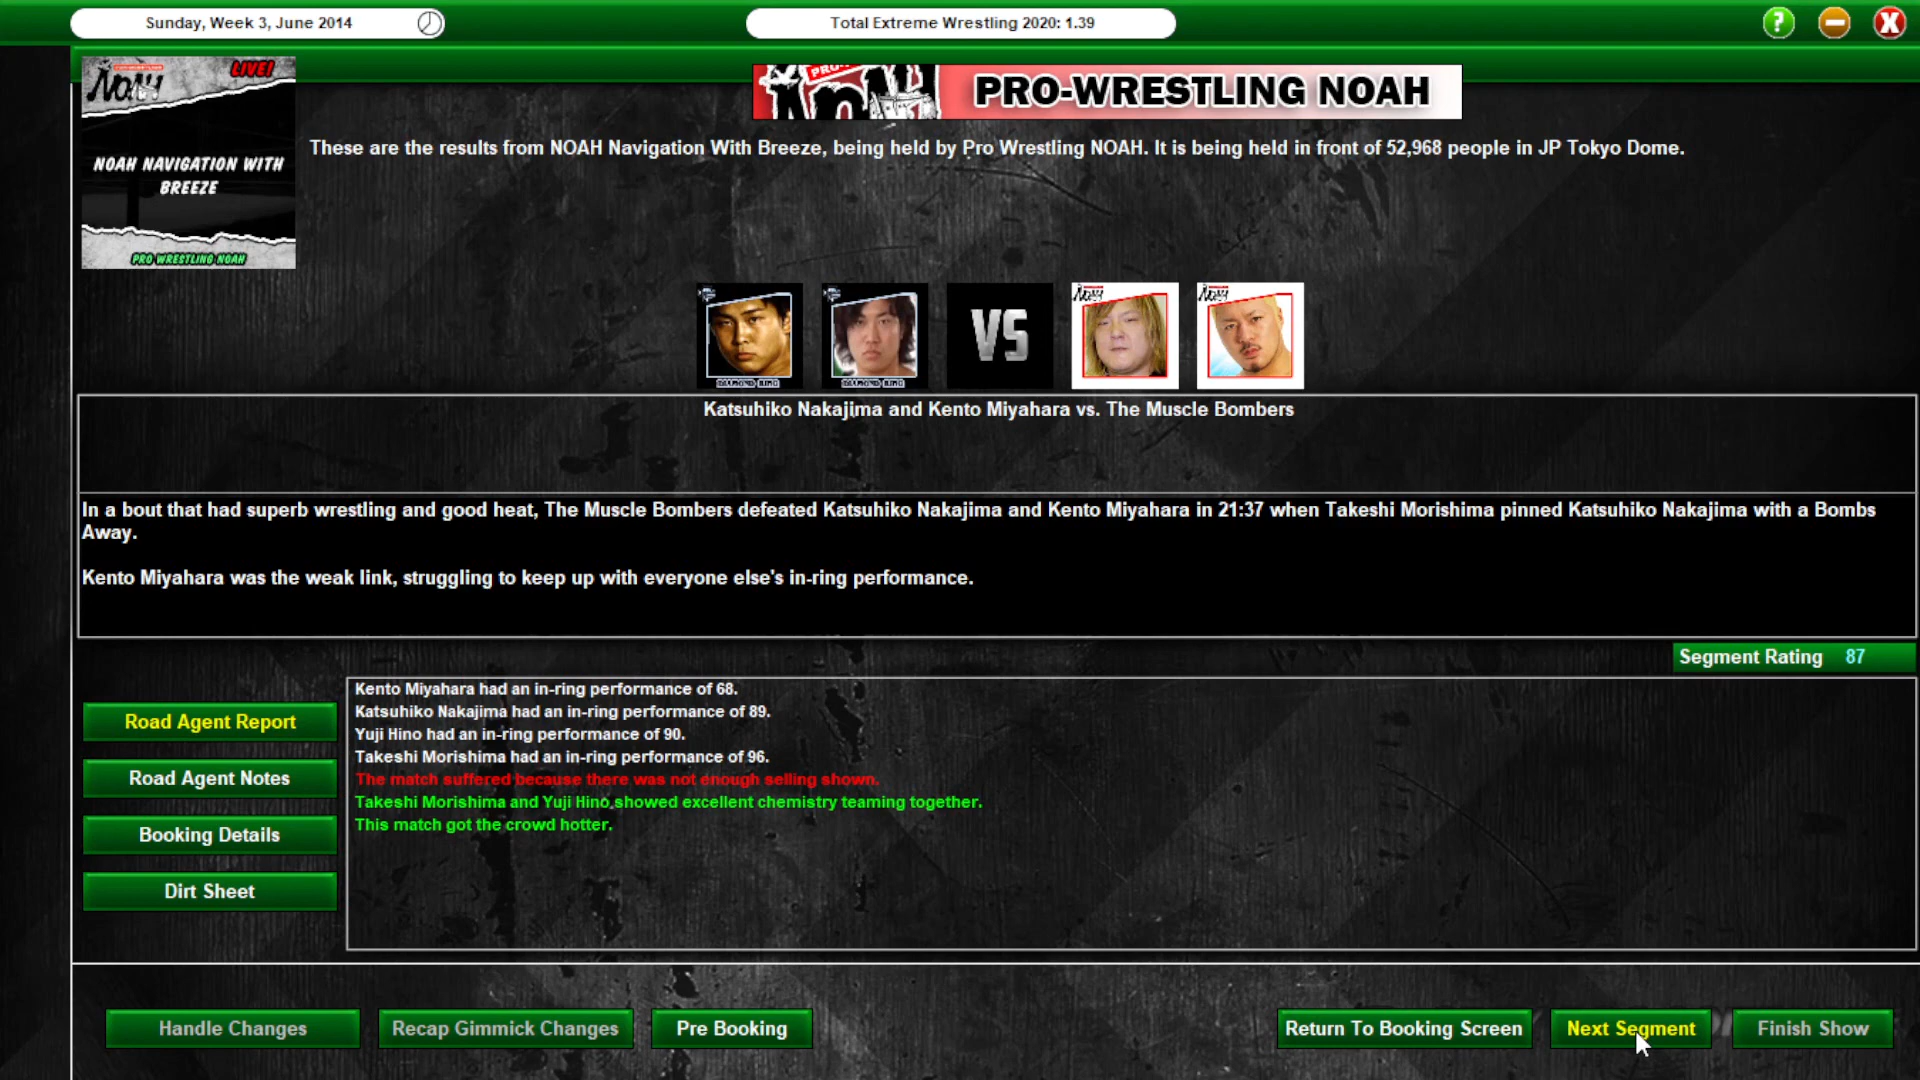 Sunday, Week 3, June 2014
Total Extreme Wrestling 2020: 1.39
NOAH
LIVE!
NOAH NAVIGATION WITH
BREEZE
PRO WRESTLING NOAH
PRO-WRESTLING NOAH
These are the results from NOAH Navigation With Breeze, being held by Pro Wrestling NOAH. It is being held in front of 52,968 people in JP Tokyo Dome.
DIAMOND RING
DIAMOND RING
VS
NOAH
NOAH
Katsuhiko Nakajima and Kento Miyahara vs. The Muscle Bombers
In a bout that had superb wrestling and good heat, The Muscle Bombers defeated Katsuhiko Nakajima and Kento Miyahara in 21:37 when Takeshi Morishima pinned Katsuhiko Nakajima with a Bombs
Away.
Kento Miyahara was the weak link, struggling to keep up with everyone else's in-ring performance.
Segment Rating 87
Road Agent Report
Road Agent Notes
Booking Details
Dirt Sheet
Kento Miyahara had an in-ring performance of 68.
Katsuhiko Nakajima had an in-ring performance of 89.
Yuji Hino had an in-ring performance of 90.
Takeshi Morishima had an in-ring performance of 96.
The match suffered because there was not enough selling shown.
Takeshi Morishima and Yuji Hino showed excellent chemistry teaming together.
This match got the crowd hotter.
Handle Changes
Recap Gimmick Changes
Pre Booking
Return To Booking Screen
Next Segment
Finish Show